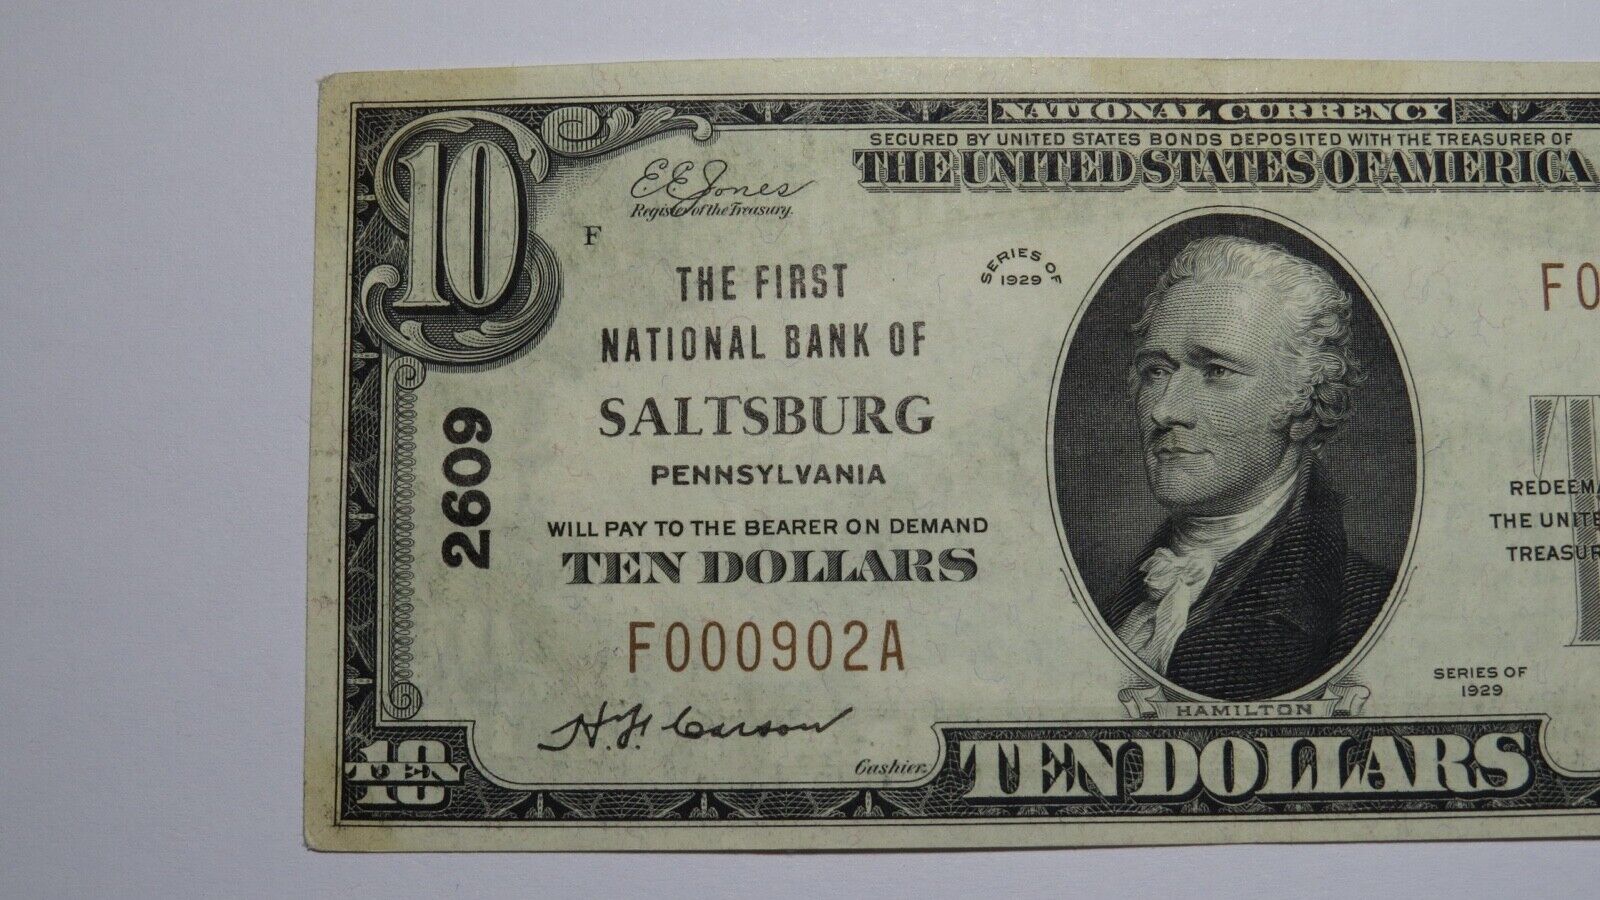 NATIONAL CURRENCY
SECURED BY UNITED STATES BONDS DEPOSITED WITH THE TREASURER OF
THE UNITED STATES OF AMERICA
10
E.E. Jones
Register of the Treasury.
F
THE FIRST
NATIONAL BANK OF
SALTSBURG
PENNSYLVANIA
WILL PAY TO THE BEARER ON DEMAND
TEN DOLLARS
F000902A
2609
H. F. Carson
Cashier.
10
TEN
10
SERIES OF
1929
HAMILTON
TEN DOLLARS
F0
T
REDEEMA
THE UNITE
TREASUR
SERIES OF
1929